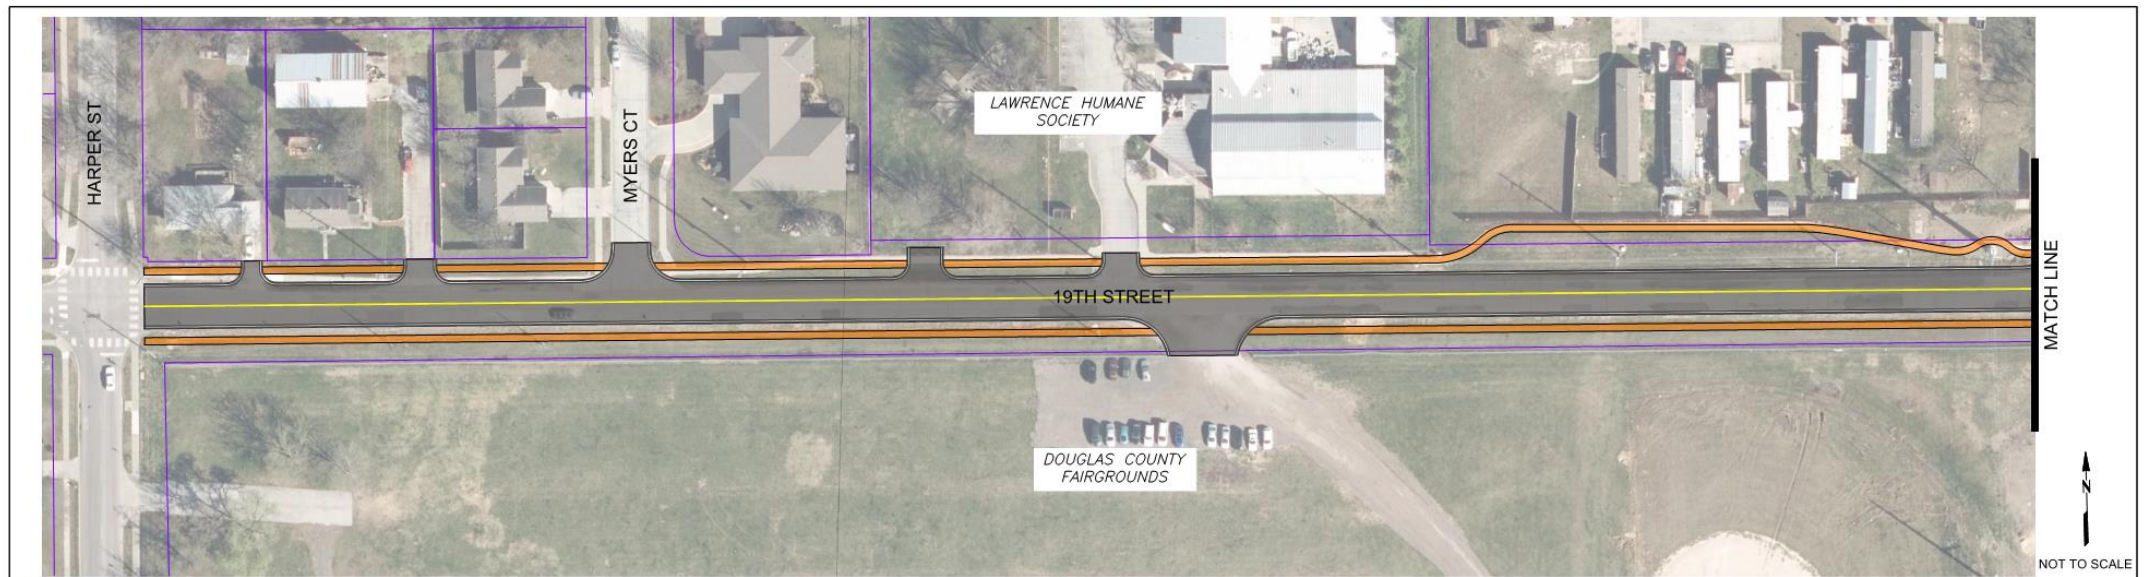 HARPER ST
MYERS CT
LAWRENCE HUMANE
SOCIETY
19TH STREET
MATCH LINE
DOUGLAS COUNTY
FAIRGROUNDS
N
NOT TO SCALE